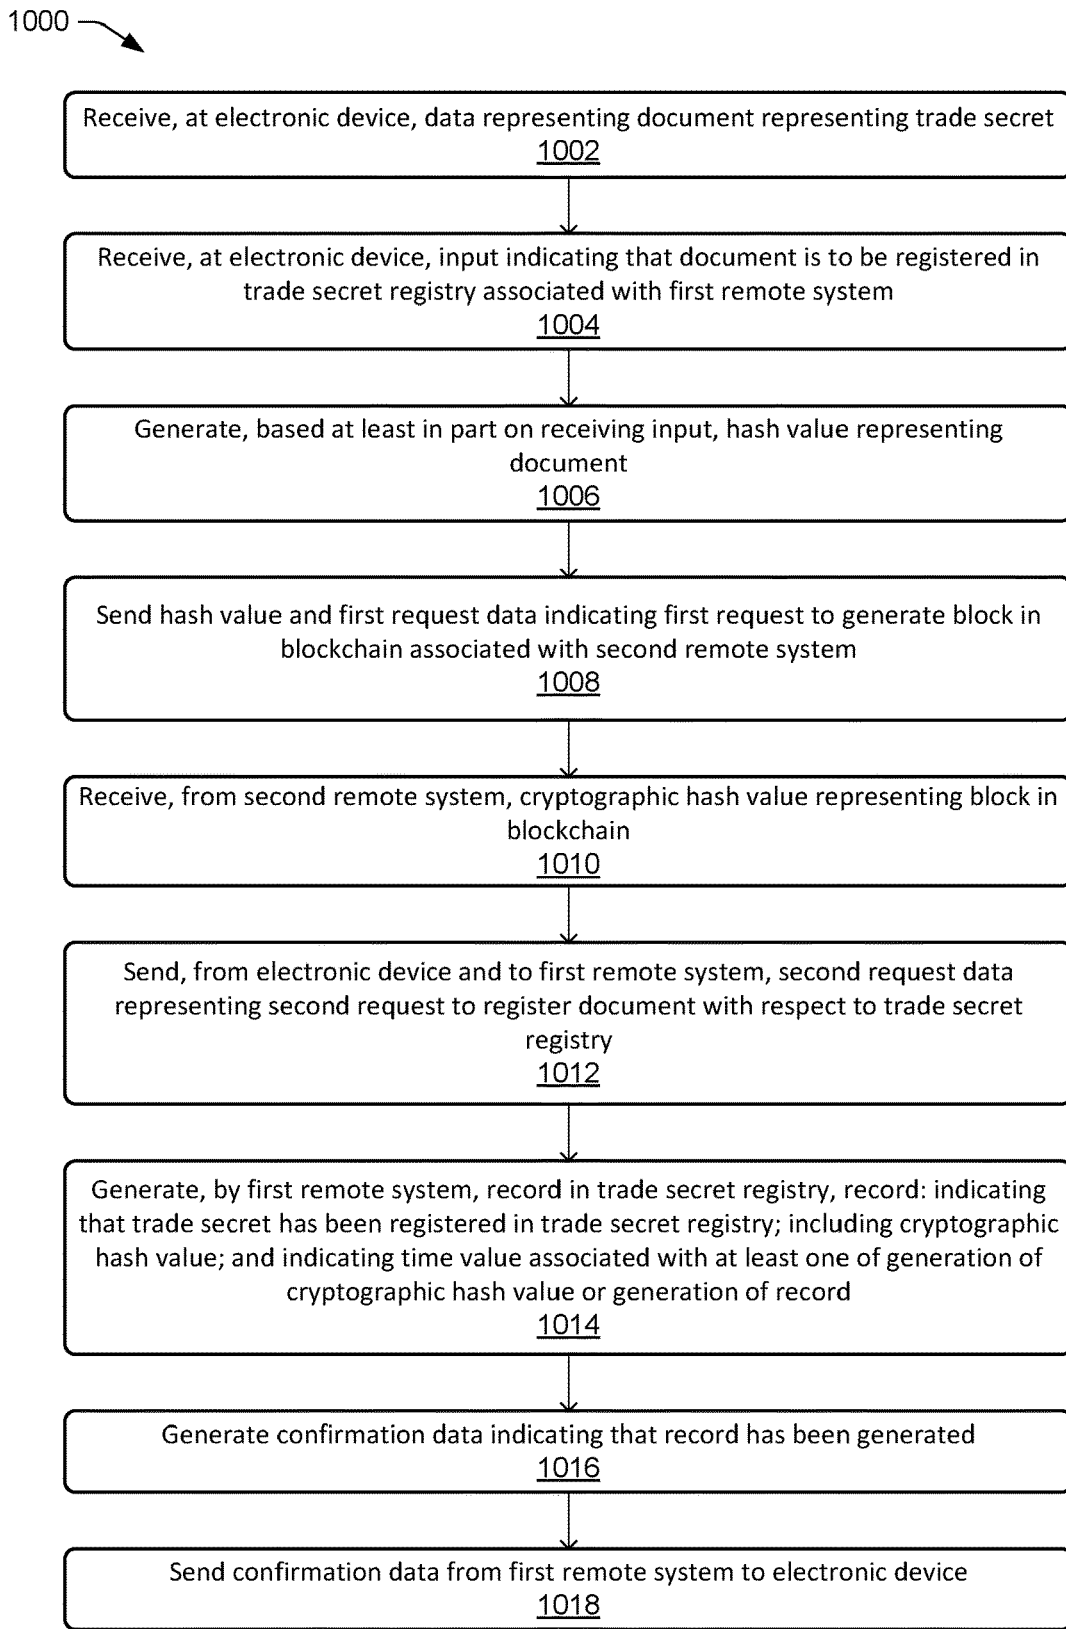 1000
Receive, at electronic device, data representing document representing trade secret
1002
Receive, at electronic device, input indicating that document is to be registered in
trade secret registry associated with first remote system
1004
Generate, based at least in part on receiving input, hash value representing
document
1006
Send hash value and first request data indicating first request to generate block in
blockchain associated with second remote system
1008
Receive, from second remote system, cryptographic hash value representing block in
blockchain
1010
Send, from electronic device and to first remote system, second request data
representing second request to register document with respect to trade secret
registry
1012
Generate, by first remote system, record in trade secret registry, record: indicating
that trade secret has been registered in trade secret registry; including cryptographic
hash value; and indicating time value associated with at least one of generation of
cryptographic hash value or generation of record
1014
Generate confirmation data indicating that record has been generated
1016
Send confirmation data from first remote system to electronic device
1018